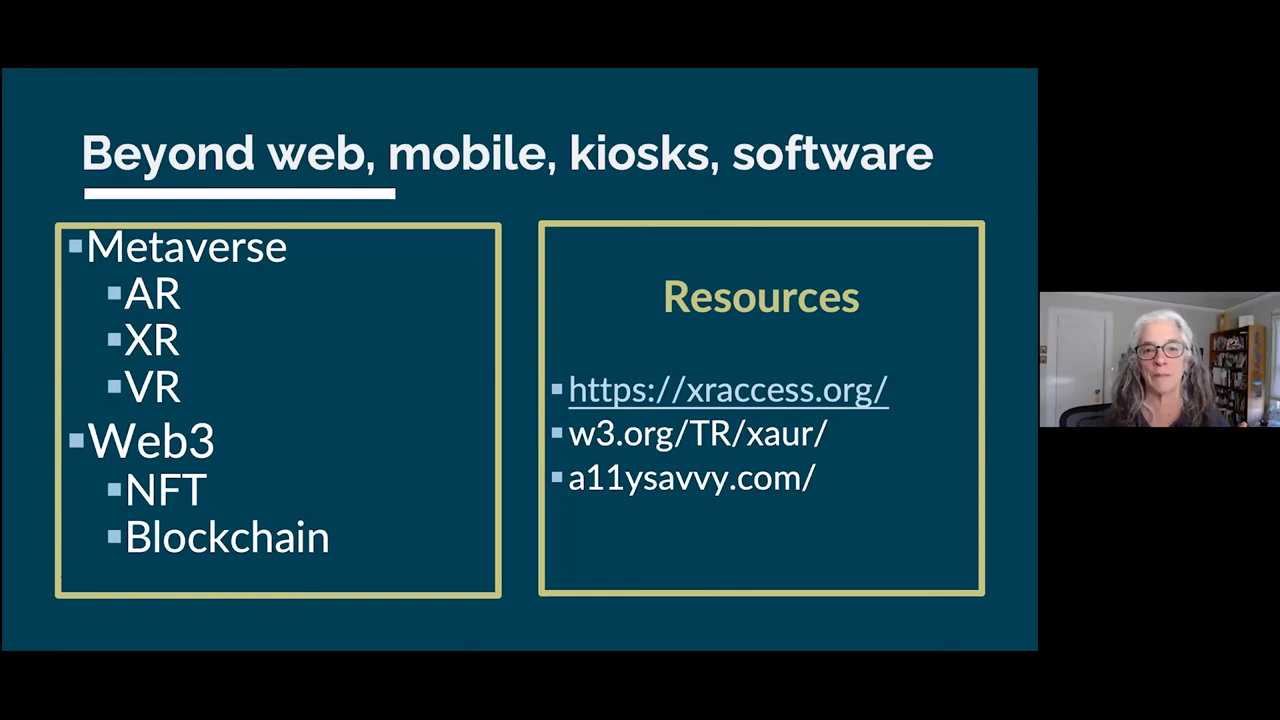 Beyond web, mobile, kiosks, software
Metaverse
AR
XR
VR
Web3
NFT
Blockchain
Resources
https://xraccess.org/
w3.org/TR/xaur/
a11ysavvy.com/